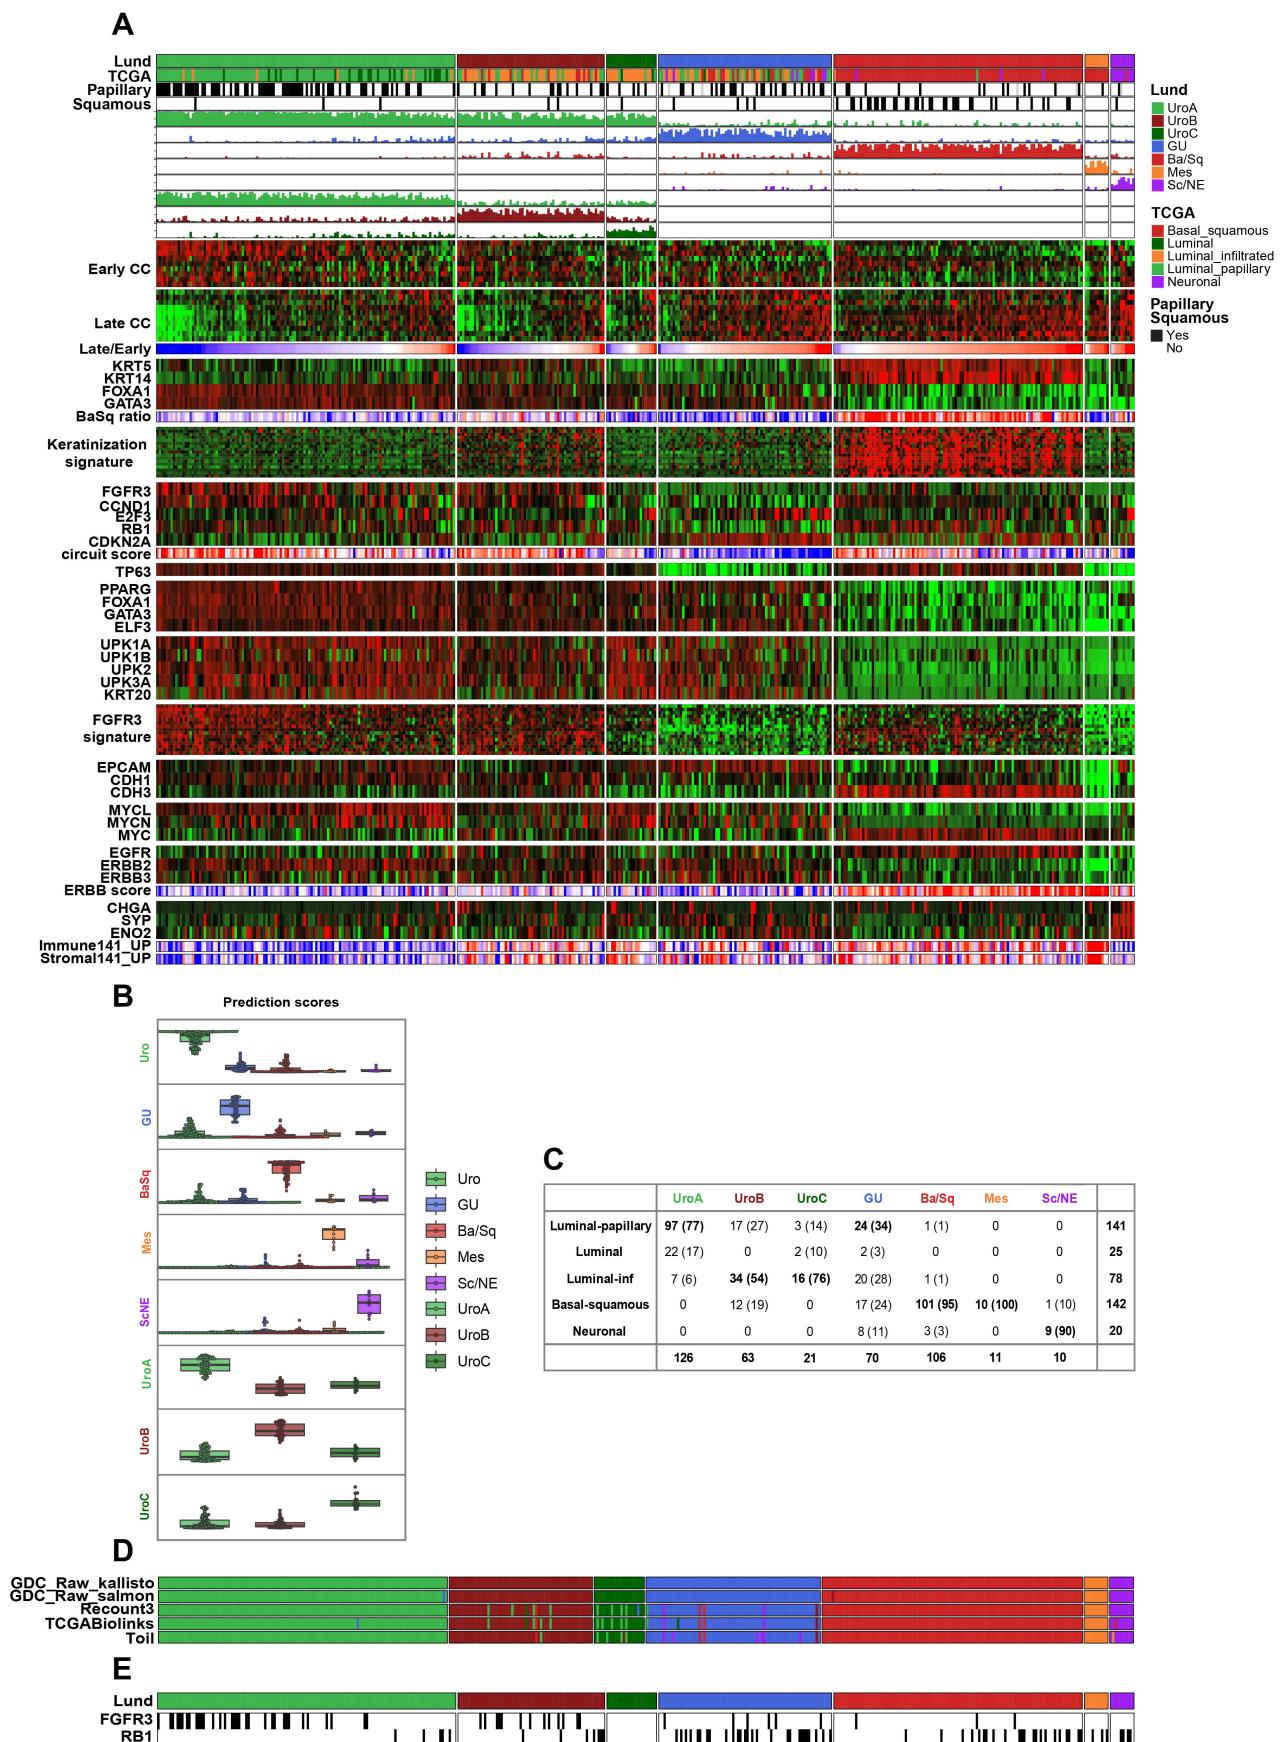 A
Lund
TCGA
Papillary
Squamous
Early CC
Late CC
Late/Early
KRT5
KRT14
FOXA1
GATA3
BaSq ratio
Keratinization
signature
FGFR3
CCND1
E2F3
RB1
CDKN2A
circuit score
TP63
PPARG
FOXA1
GATA3
ELF3
UPK1A
UPK1B
UPK2
UPK3A
KRT20
FGFR3
signature
EPCAM
CDH1
CDH3
MYCL
MYCN
MYC
EGFR
ERBB2
ERBB3
ERBB score
CHGA
SYP
ENO2
Immune141_UP
Stromal141_UP
Lund
UroA
UroB
UroC
GU
Ba/Sq
Mes
Sc/NE
TCGA
Basal_squamous
Luminal
Luminal_infiltrated
Luminal_papillary
Neuronal
Papillary
Squamous
Yes
No
B
Prediction scores
Uro
GU
BaSq
Mes
ScNE
UroA
UroB
UroC
Uro
GU
Ba/Sq
Mes
Sc/NE
UroA
UroB
UroC
C
UroA UroB UroC GU Ba/Sq Mes Sc/NE
Luminal-papillary 97 (77) 17 (27) 3 (14) 24 (34) 1 (1) 0 0 141
Luminal 22 (17) 0 2 (10) 2 (3) 0 0 0 25
Luminal-inf 7 (6) 34 (54) 16 (76) 20 (28) 1 (1) 0 0 78
Basal-squamous 0 12 (19) 0 17 (24) 101 (95) 10 (100) 1 (10) 142
Neuronal 0 0 0 8 (11) 3 (3) 0 9 (90) 20
126 63 21 70 106 11 10
D
GDC_Raw_kallisto
GDC_Raw_salmon
Recount3
TCGABiolinks
Toil
E
Lund
FGFR3
RB1